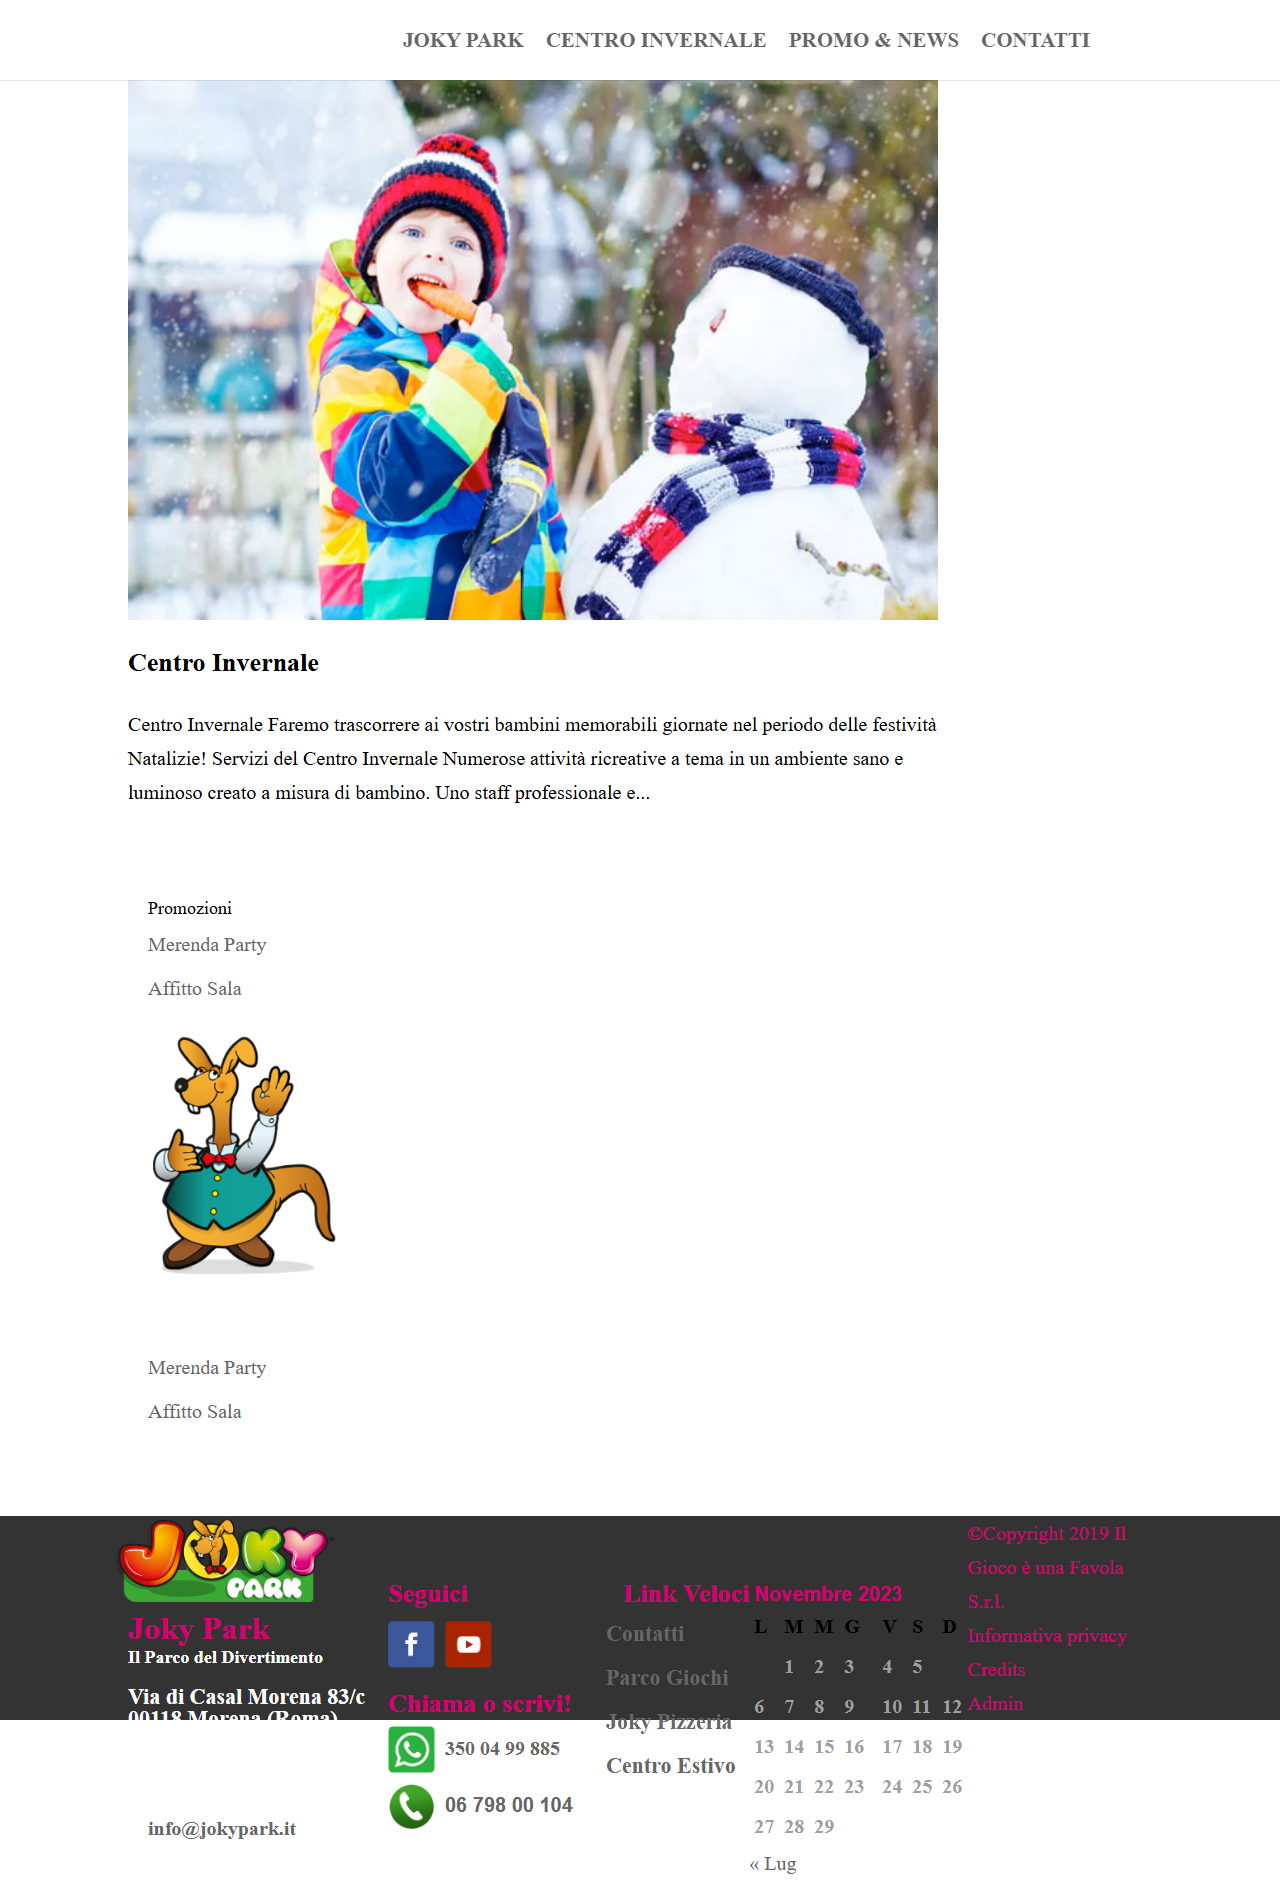 JOKY PARK CENTRO INVERNALE PROMO & NEWS CONTATTI
Centro Invernale
Centro Invernale Faremo trascorrere ai vostri bambini memorabili giornate nel periodo delle festività
Natalizie! Servizi del Centro Invernale Numerose attività ricreative a tema in un ambiente sano e
luminoso creato a misura di bambino. Uno staff professionale e...
Promozioni
Merenda Party
Affitto Sala
Merenda Party
Affitto Sala
JOKY
PARK
Joky Park
Il Parco del Divertimento
Via di Casal Morena 83/c
00118 Morena (Roma)
info@jokypark.it
Seguici
Chiama o scrivi!
350 04 99 885
06 798 00 104
Link Veloci
Contatti
Parco Giochi
Joky Pizzeria
Centro Estivo
Novembre 2023
L M M G V S D
1 2 3 4 5
6 7 8 9 10 11 12
13 14 15 16 17 18 19
20 21 22 23 24 25 26
27 28 29
« Lug
©Copyright 2019 Il
Gioco è una Favola
S.r.l.
Informativa privacy
Credits
Admin